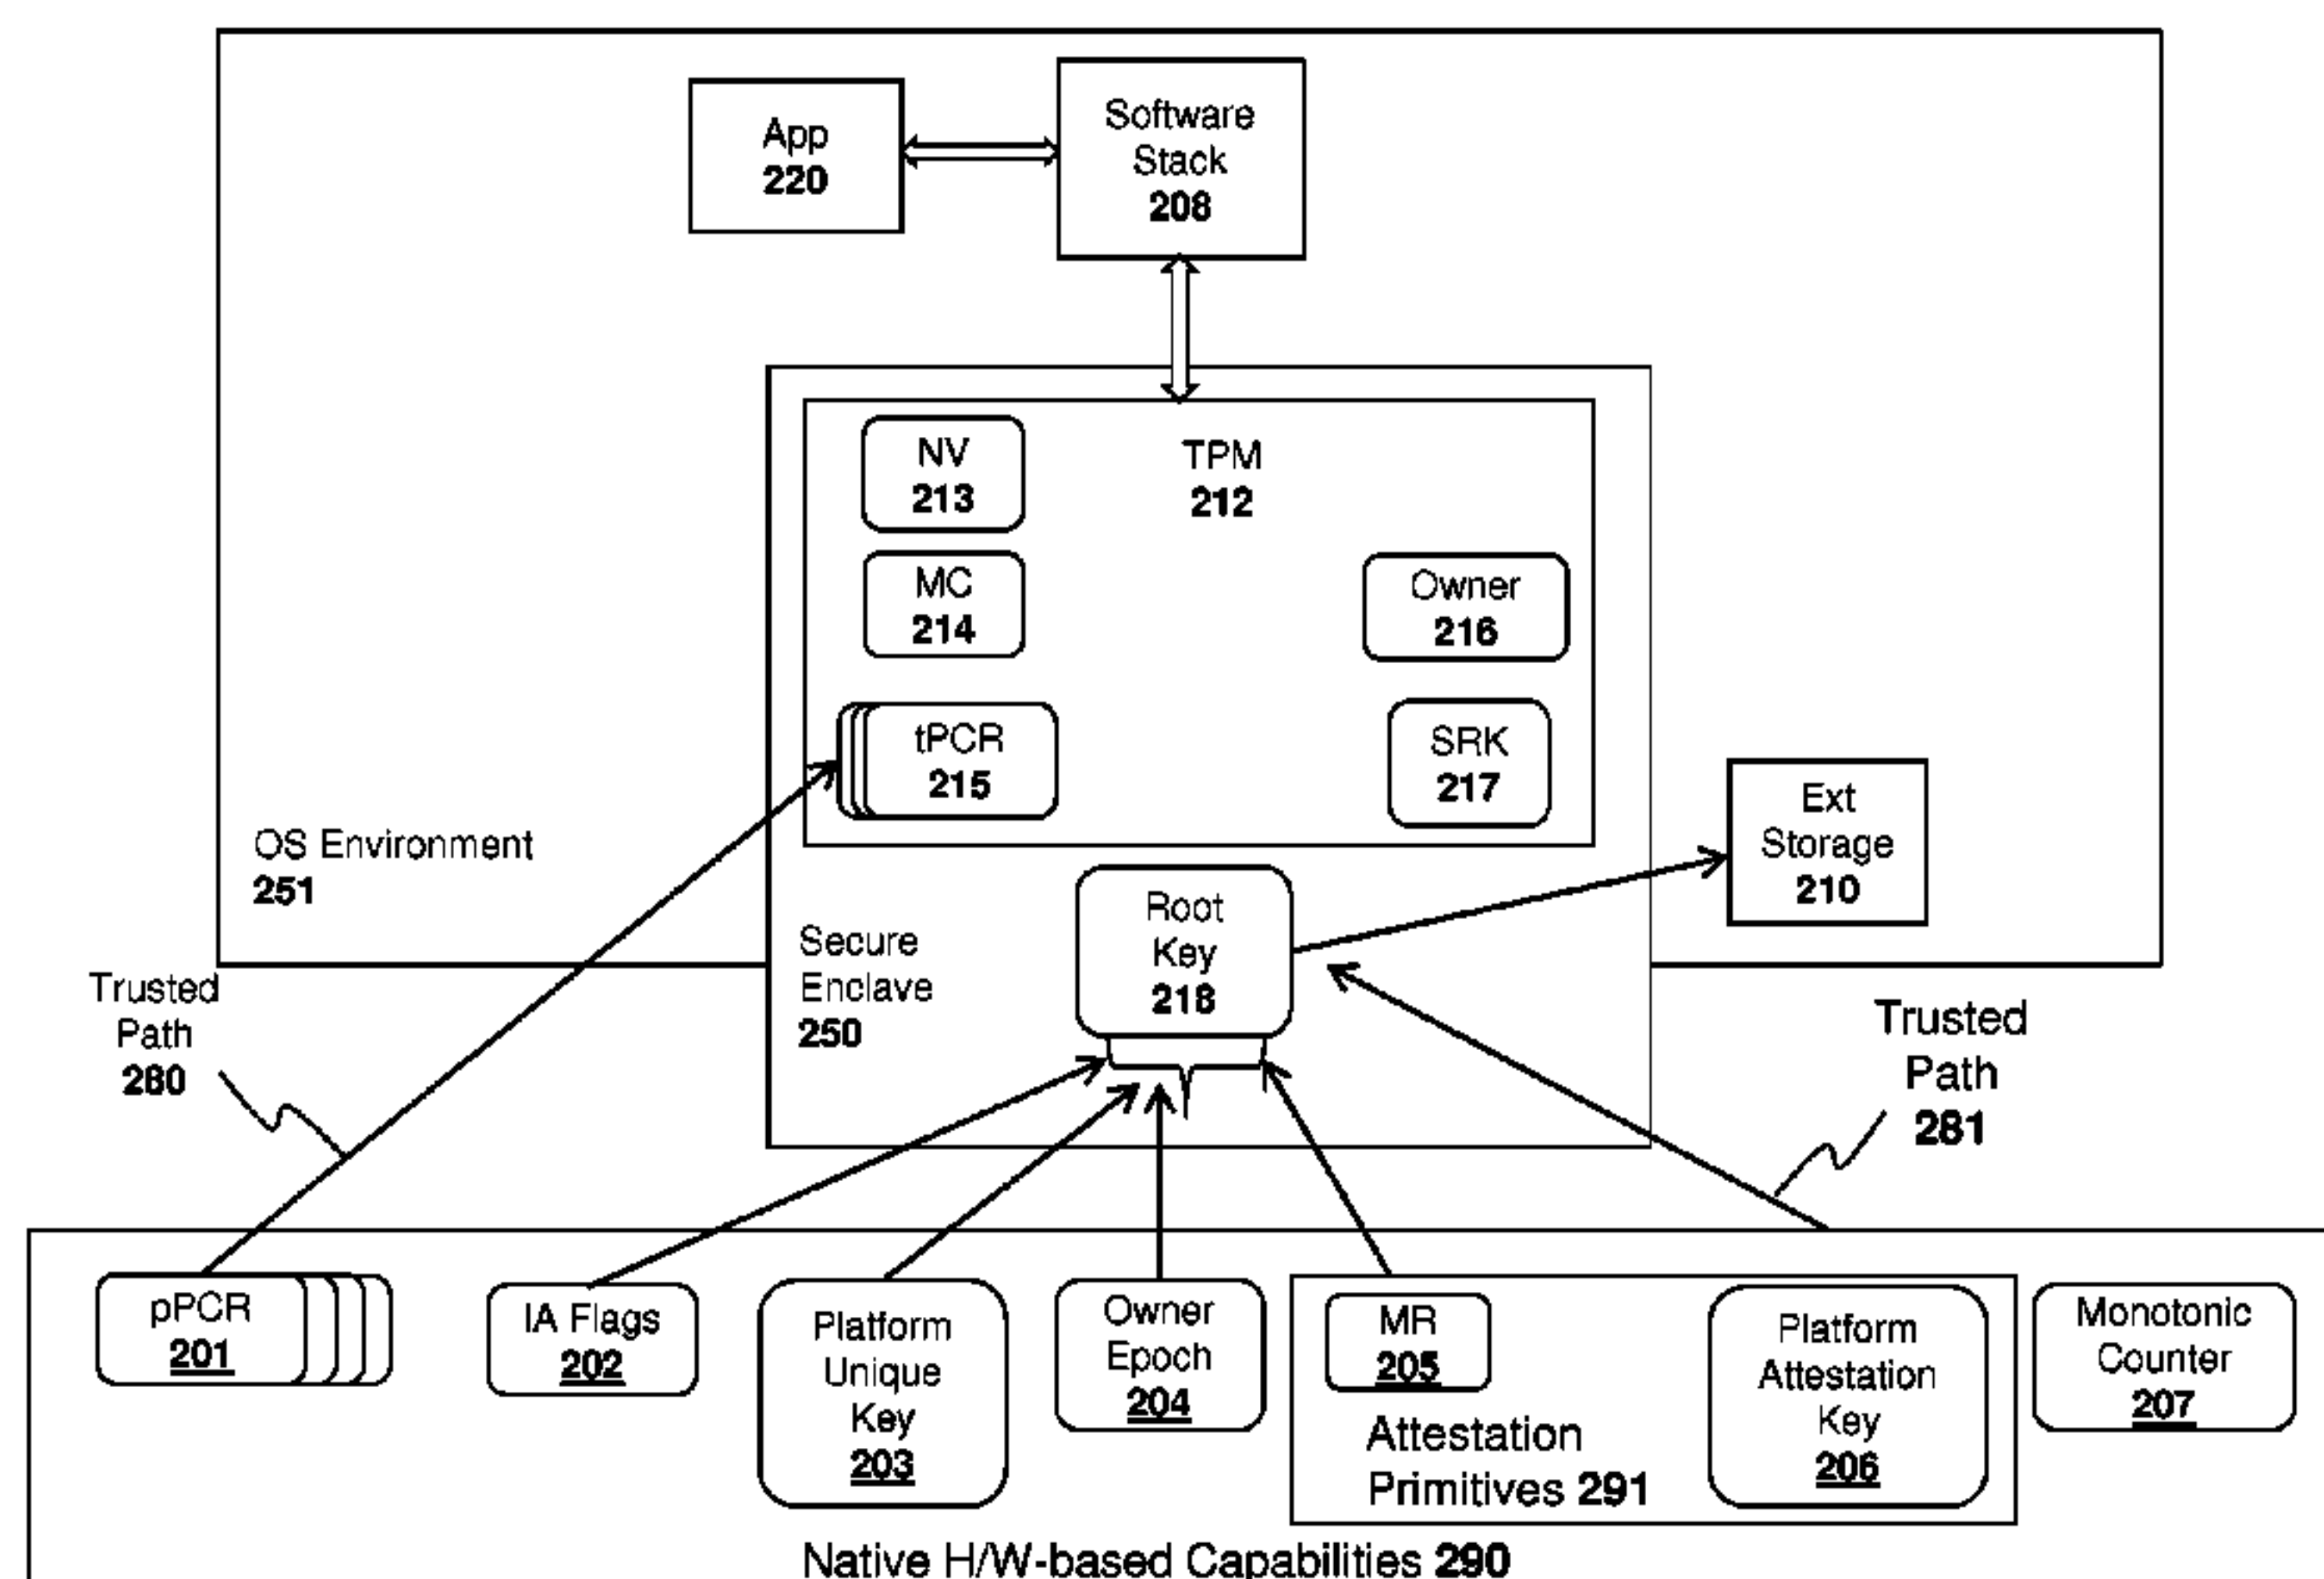 App
220
Software
Stack
208
NV
213
TPM
212
MC
214
Owner
216
tPCR
215
SRK
217
OS Environment
251
Ext
Storage
210
Root
Key
218
Secure
Enclave
250
Trusted
Path
280
Trusted
Path
281
pPCR
201
IA Flags
202
Platform
Unique
Key
203
Owner
Epoch
204
MR
205
Attestation
Primitives 291
Platform
Attestation
Key
206
Monotonic
Counter
207
Native H/W-based Capabilities 290